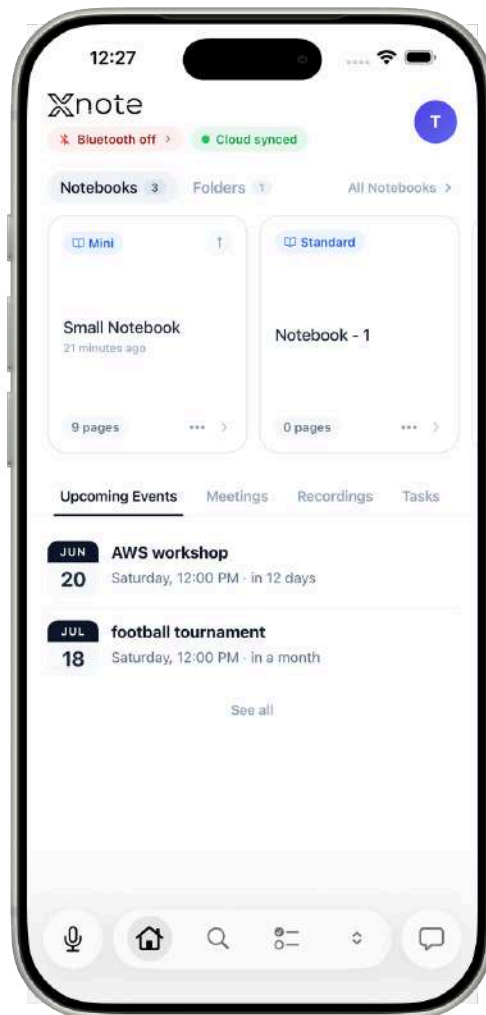 12:27
Xnote
Bluetooth off >
Cloud synced
T
Notebooks 3
Folders 1
All Notebooks >
Mini
Small Notebook
21 minutes ago
9 pages
Standard
Notebook - 1
0 pages
Upcoming Events
Meetings
Recordings
Tasks
JUN
20
AWS workshop
Saturday, 12:00 PM · in 12 days
JUL
18
football tournament
Saturday, 12:00 PM · in a month
See all